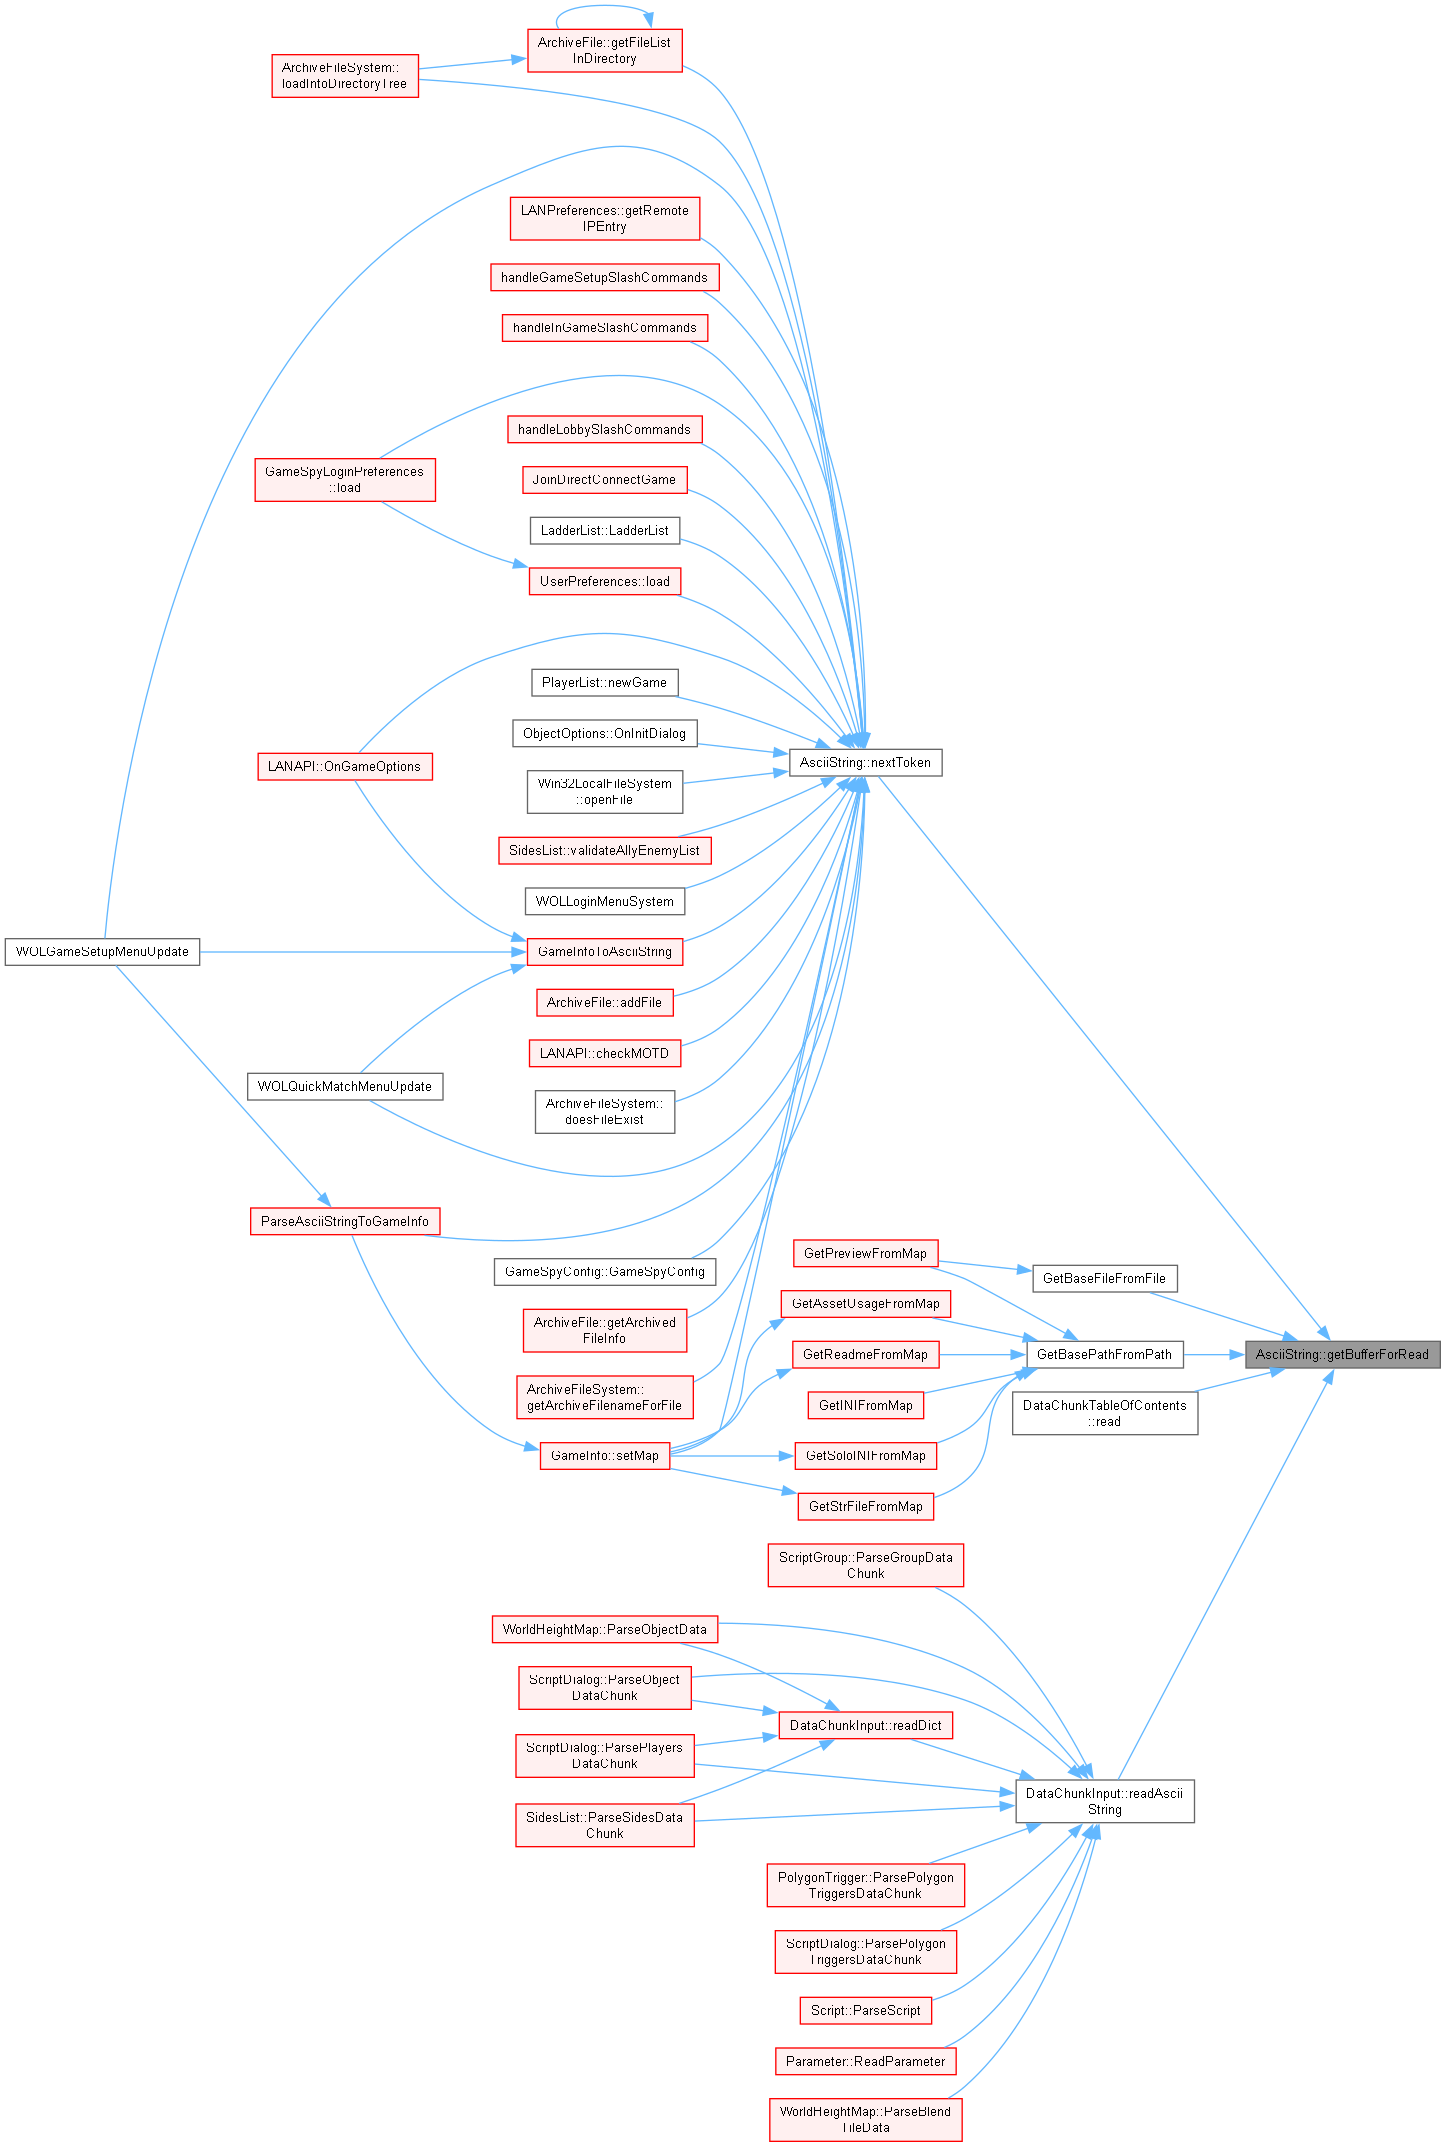 ArchiveFile::getFileList
InDirectory
ArchiveFileSystem::
loadIntoDirectoryTree
LANPreferences::getRemote
IPEntry
handleGameSetupSlashCommands
handleInGameSlashCommands
handleLobbySlashCommands
GameSpyLoginPreferences
::load
JoinDirectConnectGame
LadderList::LadderList
UserPreferences::load
PlayerList::newGame
ObjectOptions::OnInitDialog
LANAPI::OnGameOptions
AsciiString::nextToken
Win32LocalFileSystem
::openFile
SidesList::validateAllyEnemyList
WOLLoginMenuSystem
WOLGameSetupMenuUpdate
GameInfoToAsciiString
ArchiveFile::addFile
LANAPI::checkMOTD
WOLQuickMatchMenuUpdate
ArchiveFileSystem::
doesFileExist
ParseAsciiStringToGameInfo
GameSpyConfig::GameSpyConfig
GetPreviewFromMap
GetBaseFileFromFile
GetAssetUsageFromMap
ArchiveFile::getArchived
FileInfo
GetReadmeFromMap
GetBasePathFromPath
AsciiString::getBufferForRead
ArchiveFileSystem::
getArchiveFilenameForFile
GetINIFromMap
DataChunkTableOfContents
::read
GameInfo::setMap
GetSoloINIFromMap
GetStrFileFromMap
ScriptGroup::ParseGroupData
Chunk
WorldHeightMap::ParseObjectData
ScriptDialog::ParseObject
DataChunk
DataChunkInput::readDict
ScriptDialog::ParsePlayers
DataChunk
DataChunkInput::readAscii
String
SidesList::ParseSidesData
Chunk
PolygonTrigger::ParsePolygon
TriggersDataChunk
ScriptDialog::ParsePolygon
TriggersDataChunk
Script::ParseScript
Parameter::ReadParameter
WorldHeightMap::ParseBlend
TileData